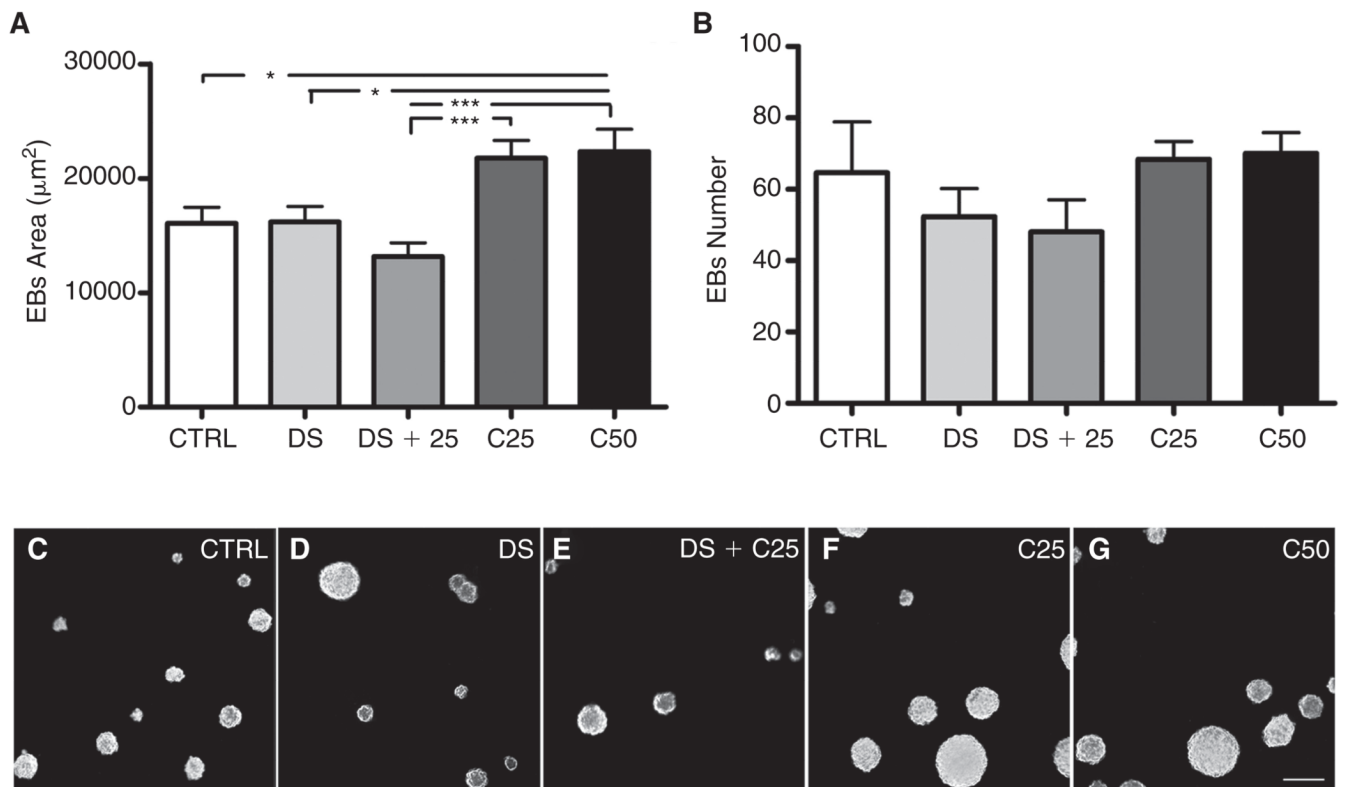 A
EBs Area (μm²)
30000
20000
10000
0
*
*
***
***
CTRL DS DS + 25 C25 C50
B
EBs Number
100
80
60
40
20
0
CTRL DS DS + 25 C25 C50
C CTRL
D DS
E DS + C25
F C25
G C50